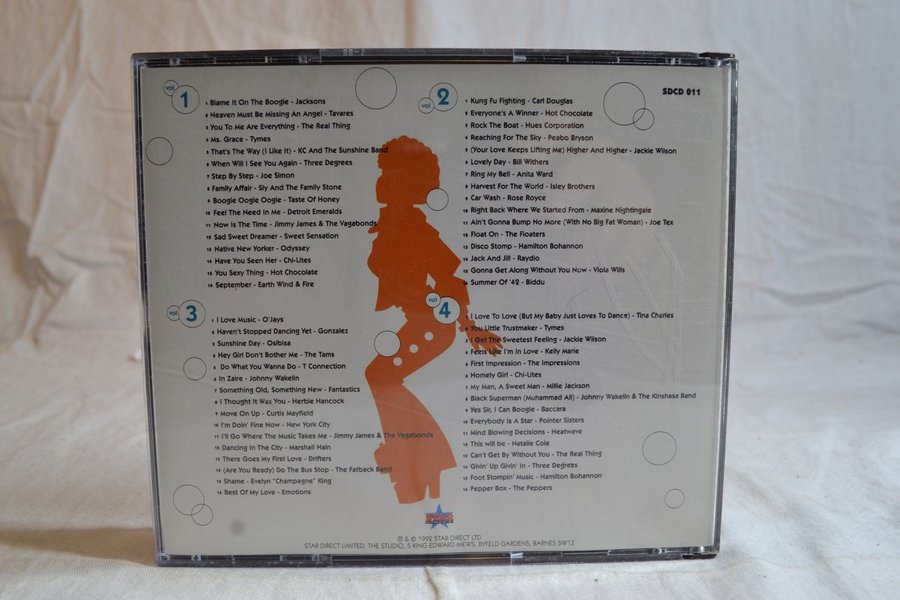 SDCD 011
vol 1
1 Blame It On The Boogie - Jacksons
2 Heaven Must Be Missing An Angel - Tavares
3 You To Me Are Everything - The Real Thing
4 Ms. Grace - Tymes
5 That's The Way (I Like It) - KC And The Sunshine Band
6 When Will I See You Again - Three Degrees
7 Step By Step - Joe Simon
8 Family Affair - Sly And The Family Stone
9 Boogie Oogie Oogie - Taste Of Honey
10 Feel The Need In Me - Detroit Emeralds
11 Now Is The Time - Jimmy James & The Vagabonds
12 Sad Sweet Dreamer - Sweet Sensation
13 Native New Yorker - Odyssey
14 Have You Seen Her - Chi-Lites
15 You Sexy Thing - Hot Chocolate
16 September - Earth Wind & Fire
vol 2
1 Kung Fu Fighting - Carl Douglas
2 Everyone's A Winner - Hot Chocolate
3 Rock The Boat - Hues Corporation
4 Reaching For The Sky - Peabo Bryson
5 (Your Love Keeps Lifting Me) Higher And Higher - Jackie Wilson
6 Lovely Day - Bill Withers
7 Ring My Bell - Anita Ward
8 Harvest For The World - Isley Brothers
9 Car Wash - Rose Royce
10 Right Back Where We Started From - Maxine Nightingale
11 Ain't Gonna Bump No More (With No Big Fat Woman) - Joe Tex
12 Float On - The Floaters
13 Disco Stomp - Hamilton Bohannon
14 Jack And Jill - Raydio
15 Gonna Get Along Without You Now - Viola Wills
16 Summer Of '42 - Biddu
vol 3
1 I Love Music - O'Jays
2 Haven't Stopped Dancing Yet - Gonzalez
3 Sunshine Day - Osibisa
4 Hey Girl Don't Bother Me - The Tams
5 Do What You Wanna Do - T Connection
6 In Zaire - Johnny Wakelin
7 Something Old, Something New - Fantastics
8 I Thought It Was You - Herbie Hancock
9 Move On Up - Curtis Mayfield
10 I'm Doin' Fine Now - New York City
11 I'll Go Where The Music Takes Me - Jimmy James & The Vagabonds
12 Dancing In The City - Marshall Hain
13 There Goes My First Love - Drifters
14 (Are You Ready) Do The Bus Stop - The Fatback Band
15 Shame - Evelyn "Champagne" King
16 Best Of My Love - Emotions
vol 4
1 I Love To Love (But My Baby Just Loves To Dance) - Tina Charles
2 You Little Trustmaker - Tymes
3 I Get The Sweetest Feeling - Jackie Wilson
4 Feels Like I'm In Love - Kelly Marie
5 First Impression - The Impressions
6 Homely Girl - Chi-Lites
7 My Man, A Sweet Man - Millie Jackson
8 Black Superman (Muhammad Ali) - Johnny Wakelin & The Kinshasa Band
9 Yes Sir, I Can Boogie - Baccara
10 Everybody Is A Star - Pointer Sisters
11 Mind Blowing Decisions - Heatwave
12 This will be - Natalie Cole
13 Can't Get By Without You - The Real Thing
14 Givin' Up Givin' In - Three Degrees
15 Foot Stompin' Music - Hamilton Bohannon
16 Pepper Box - The Peppers
℗ & © 1992 STAR DIRECT LTD
STAR DIRECT LIMITED, THE STUDIO, 5 KING EDWARD MEWS, BYFELD GARDENS, BARNES SW13